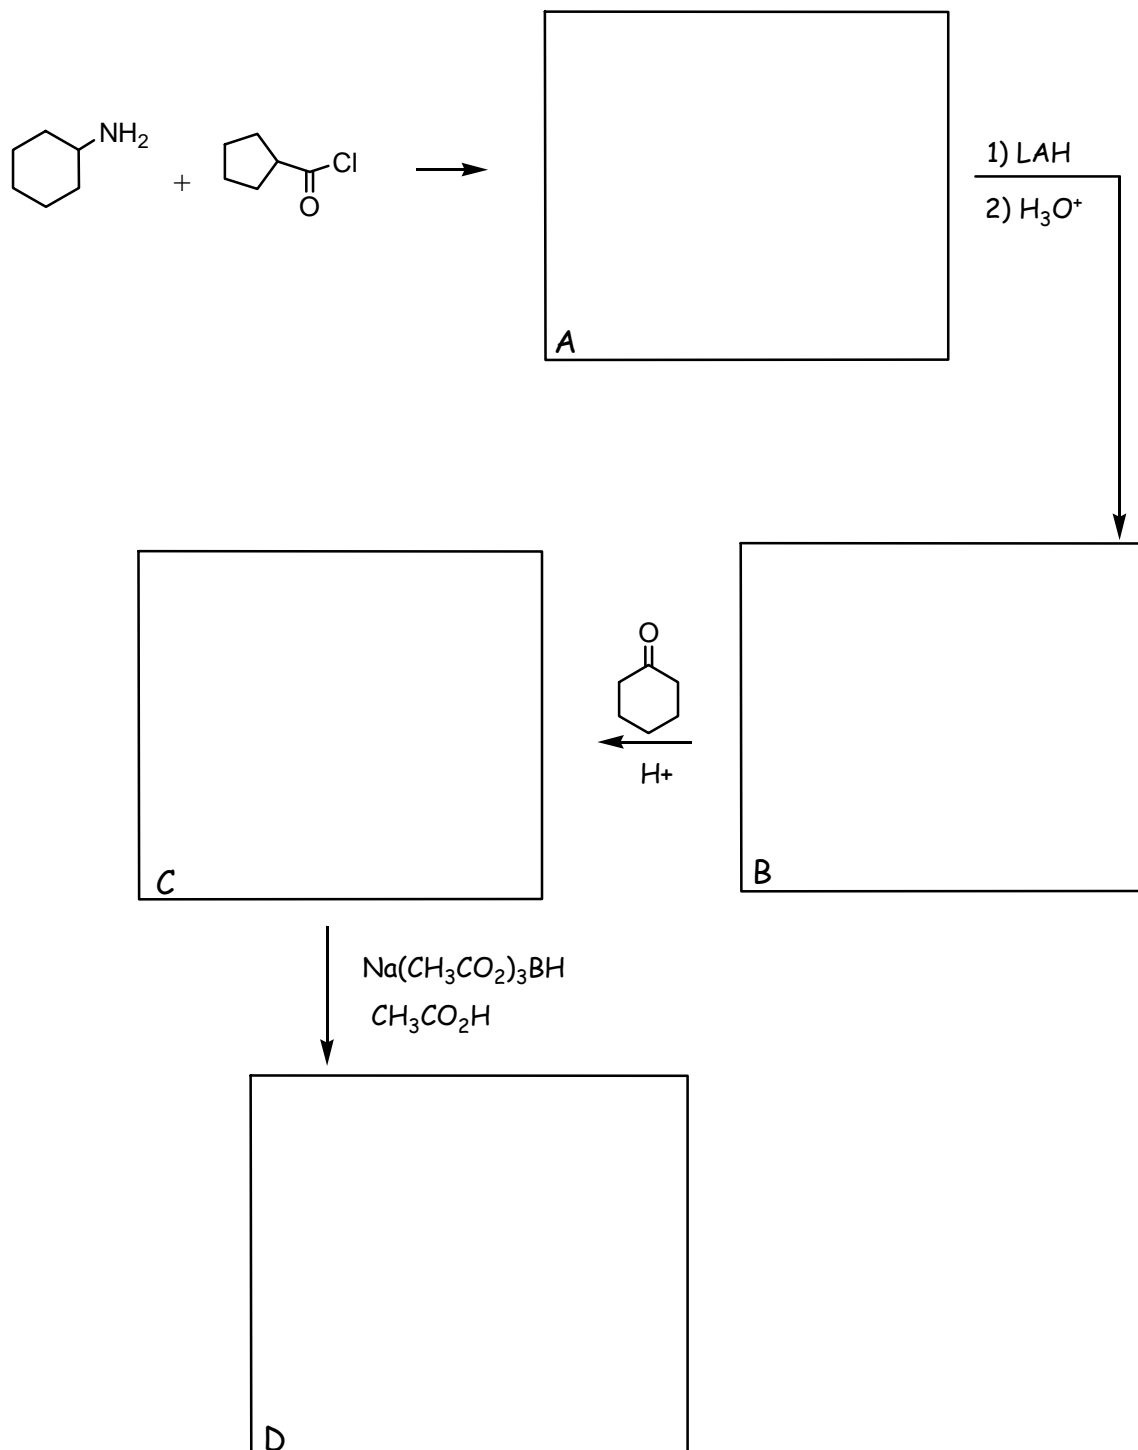 NH₂
+
Cl
O
A
1) LAH
2) H₃O⁺
C
O
H+
B
Na(CH₃CO₂)₃BH
CH₃CO₂H
D